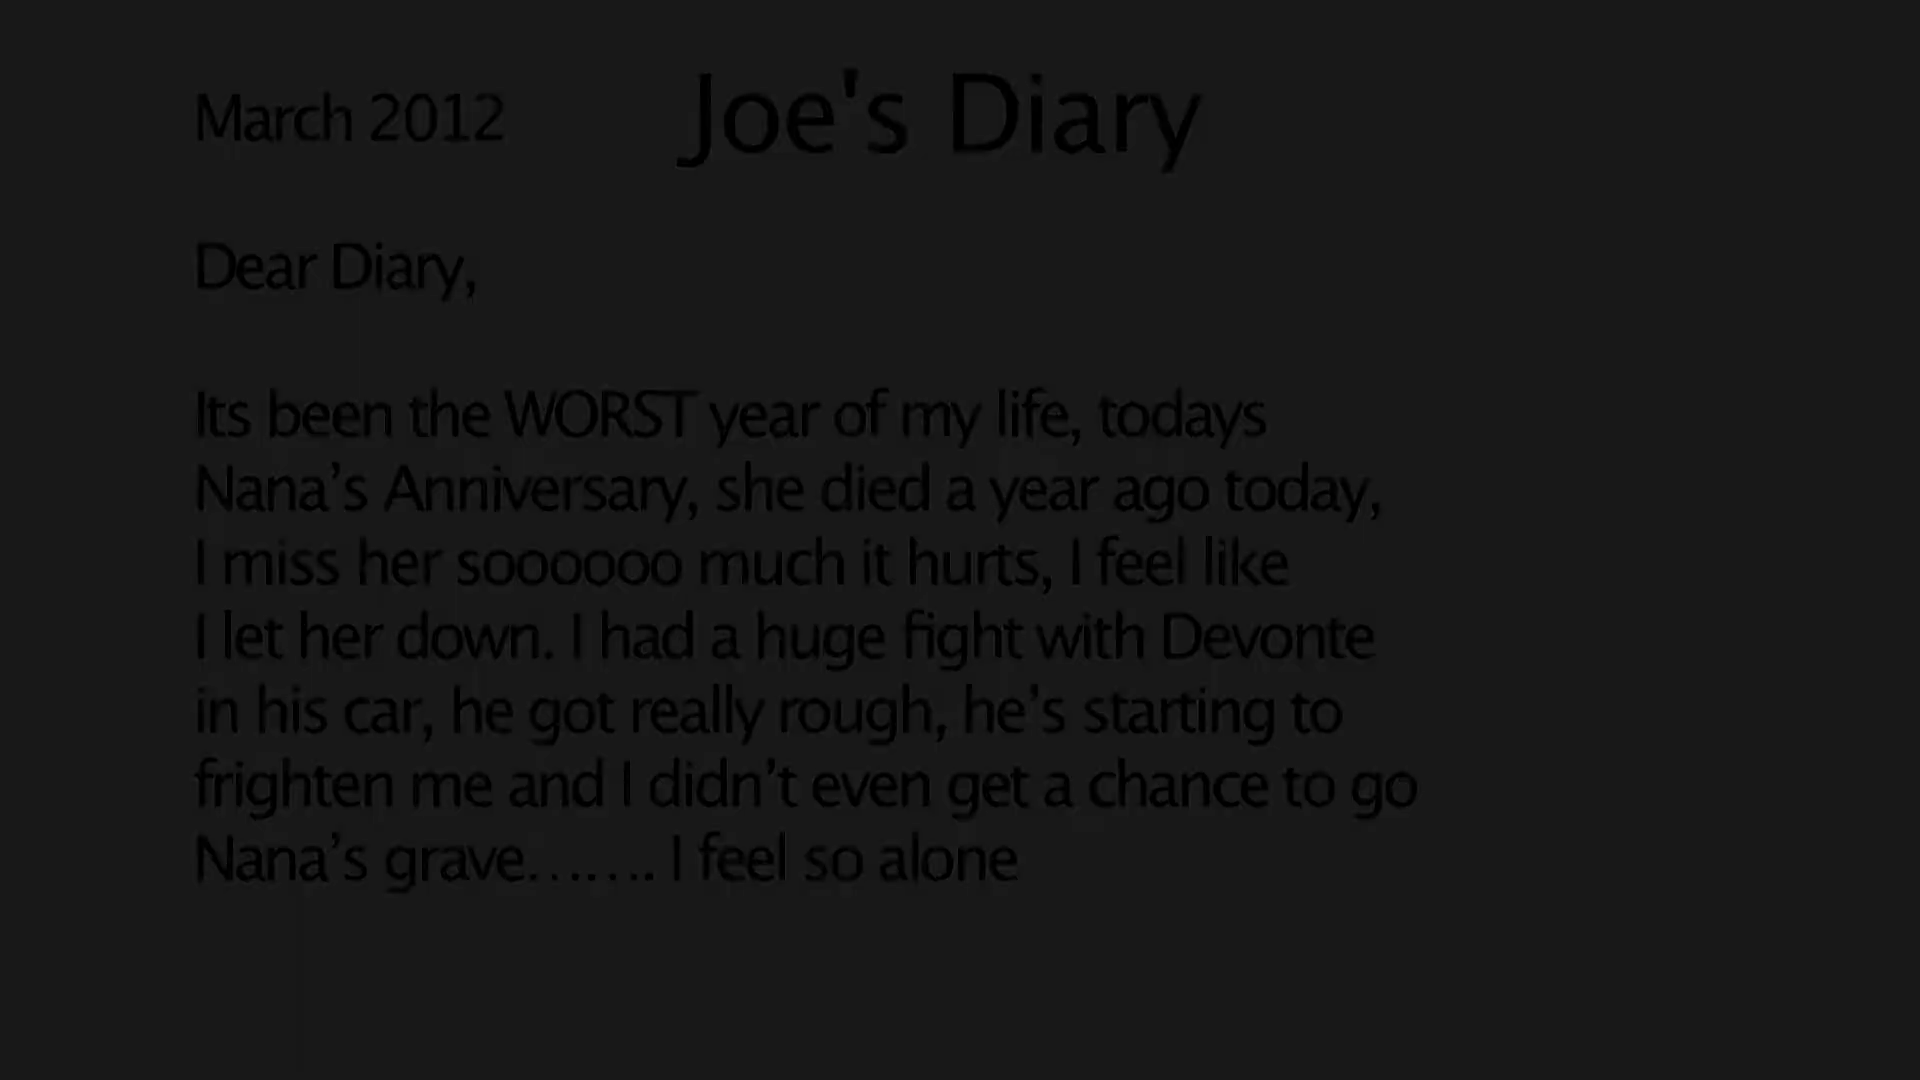 March 2012 Joe's Diary
Dear Diary,
Its been the WORST year of my life, todays
Nana’s Anniversary, she died a year ago today,
I miss her soooooo much it hurts, I feel like
I let her down. I had a huge fight with Devonte
in his car, he got really rough, he’s starting to
frighten me and I didn’t even get a chance to go
Nana’s grave……. I feel so alone